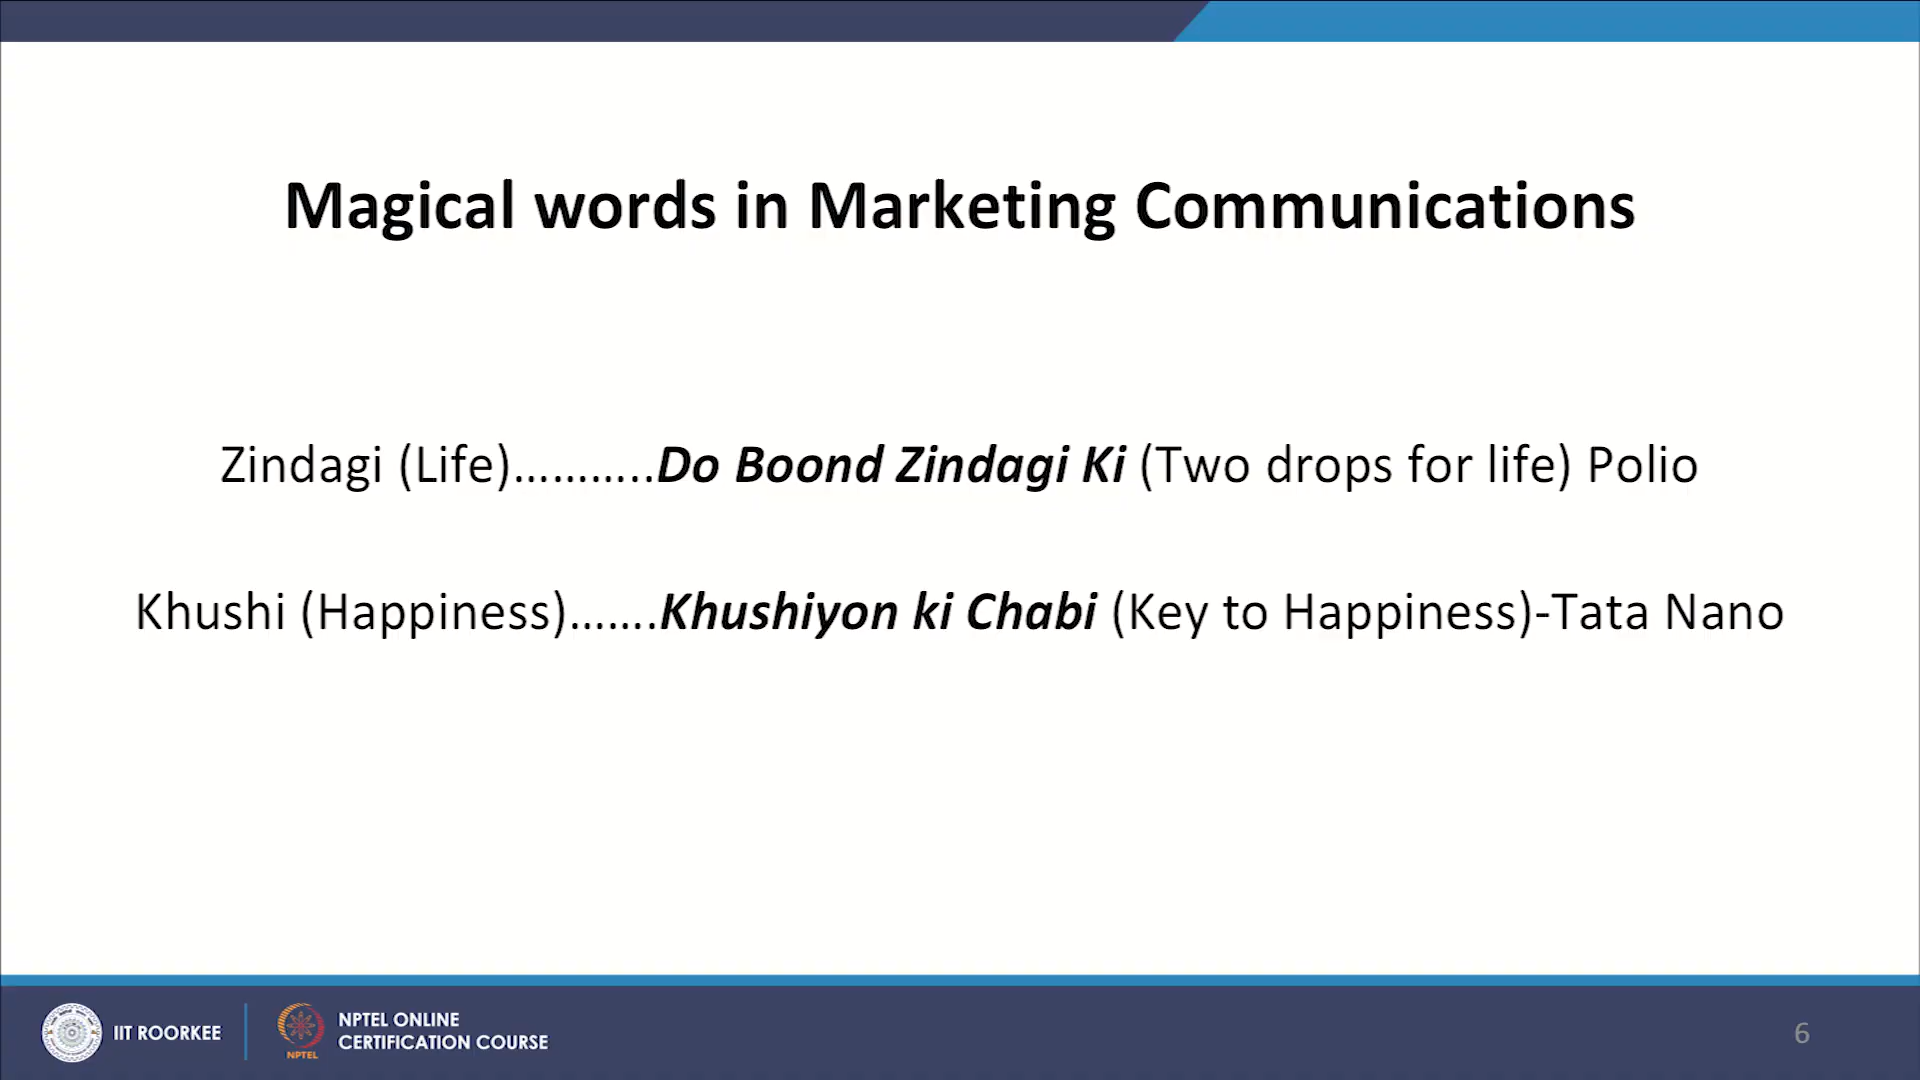 Magical words in Marketing Communications
Zindagi (Life)………..Do Boond Zindagi Ki (Two drops for life) Polio
Khushi (Happiness)…….Khushiyon ki Chabi (Key to Happiness)-Tata Nano
IIT ROORKEE
NPTEL
NPTEL ONLINE
CERTIFICATION COURSE
6